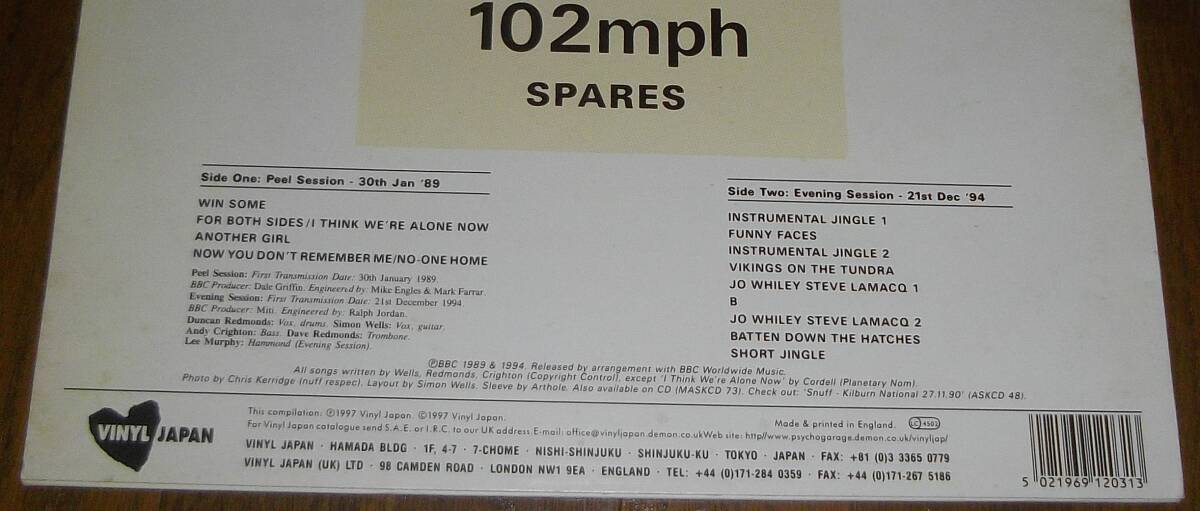 102mph
SPARES
Side One: Peel Session - 30th Jan '89
WIN SOME
FOR BOTH SIDES/I THINK WE'RE ALONE NOW
ANOTHER GIRL
NOW YOU DON'T REMEMBER ME/NO-ONE HOME
Peel Session: First Transmission Date: 30th January 1989.
BBC Producer: Dale Griffin. Engineered by: Mike Engles & Mark Farrar.
Evening Session: First Transmission Date: 21st December 1994.
BBC Producer: Miti. Engineered by: Ralph Jordan.
Duncan Redmonds: Vox, drums. Simon Wells: Vox, guitar.
Andy Crighton: Bass. Dave Redmonds: Trombone.
Lee Murphy: Hammond (Evening Session).
Side Two: Evening Session - 21st Dec '94
INSTRUMENTAL JINGLE 1
FUNNY FACES
INSTRUMENTAL JINGLE 2
VIKINGS ON THE TUNDRA
JO WHILEY STEVE LAMACQ 1
B
JO WHILEY STEVE LAMACQ 2
BATTEN DOWN THE HATCHES
SHORT JINGLE
ⓅBBC 1989 & 1994. Released by arrangement with BBC Worldwide Music.
All songs written by Wells, Redmonds, Crighton (Copyright Control), except 'I Think We're Alone Now' by Cordell (Planetary Nom).
Photo by Chris Kerridge (nuff respec). Layout by Simon Wells. Sleeve by Arthole. Also available on CD (MASKCD 73). Check out: 'Snuff - Kilburn National 27.11.90' (ASKCD 48).
VINYL JAPAN
This compilation: Ⓟ1997 Vinyl Japan. ©1997 Vinyl Japan.
Made & printed in England. LC 4502
For Vinyl Japan catalogue send S.A.E. or I.R.C. to our UK address. E-mail: office@vinyljapan.demon.co.ukWeb site: http//www.psychogarage.demon.co.uk/vinyljap/
VINYL JAPAN · HAMADA BLDG · 1F, 4-7 · 7-CHOME · NISHI-SHINJUKU · SHINJUKU-KU · TOKYO · JAPAN · FAX: +81 (0)3 3365 0779
VINYL JAPAN (UK) LTD · 98 CAMDEN ROAD · LONDON NW1 9EA · ENGLAND · TEL: +44 (0)171-284 0359 · FAX: +44 (0)171-267 5186
5 021969 120313